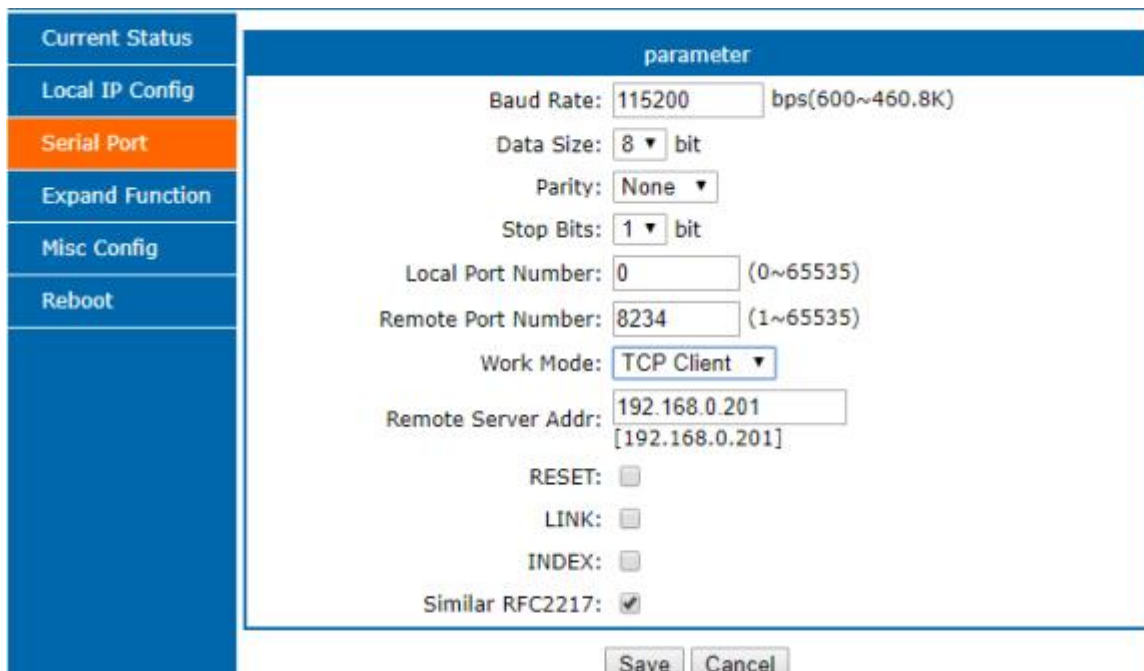 Current Status
Local IP Config
Serial Port
Expand Function
Misc Config
Reboot
parameter
Baud Rate: 115200 bps(600~460.8K)
Data Size: 8 bit
Parity: None
Stop Bits: 1 bit
Local Port Number: 0 (0~65535)
Remote Port Number: 8234 (1~65535)
Work Mode: TCP Client
Remote Server Addr: 192.168.0.201
[192.168.0.201]
RESET:
LINK:
INDEX:
Similar RFC2217:
Save Cancel